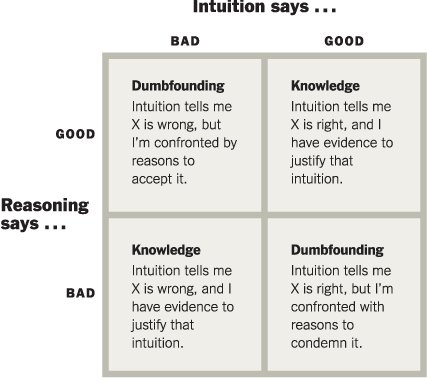 Intuition says . . .
BAD
GOOD
GOOD
Dumbfounding
Intuition tells me
X is wrong, but
I'm confronted by
reasons to
accept it.
Knowledge
Intuition tells me
X is right, and I
have evidence to
justify that
intuition.
Reasoning
says . . .
BAD
Knowledge
Intuition tells me
X is wrong, and I
have evidence to
justify that
intuition.
Dumbfounding
Intuition tells me
X is right, but I'm
confronted with
reasons to
condemn it.